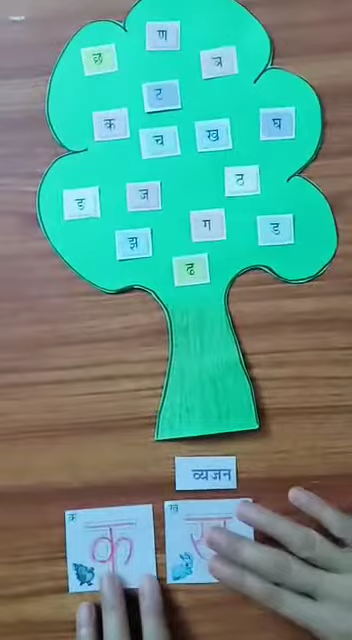 ण
छ
ञ
ट
क
च
ख
घ
ठ
ज
ङ
ग
ड
झ
ढ
व्यजन
क
ख
क